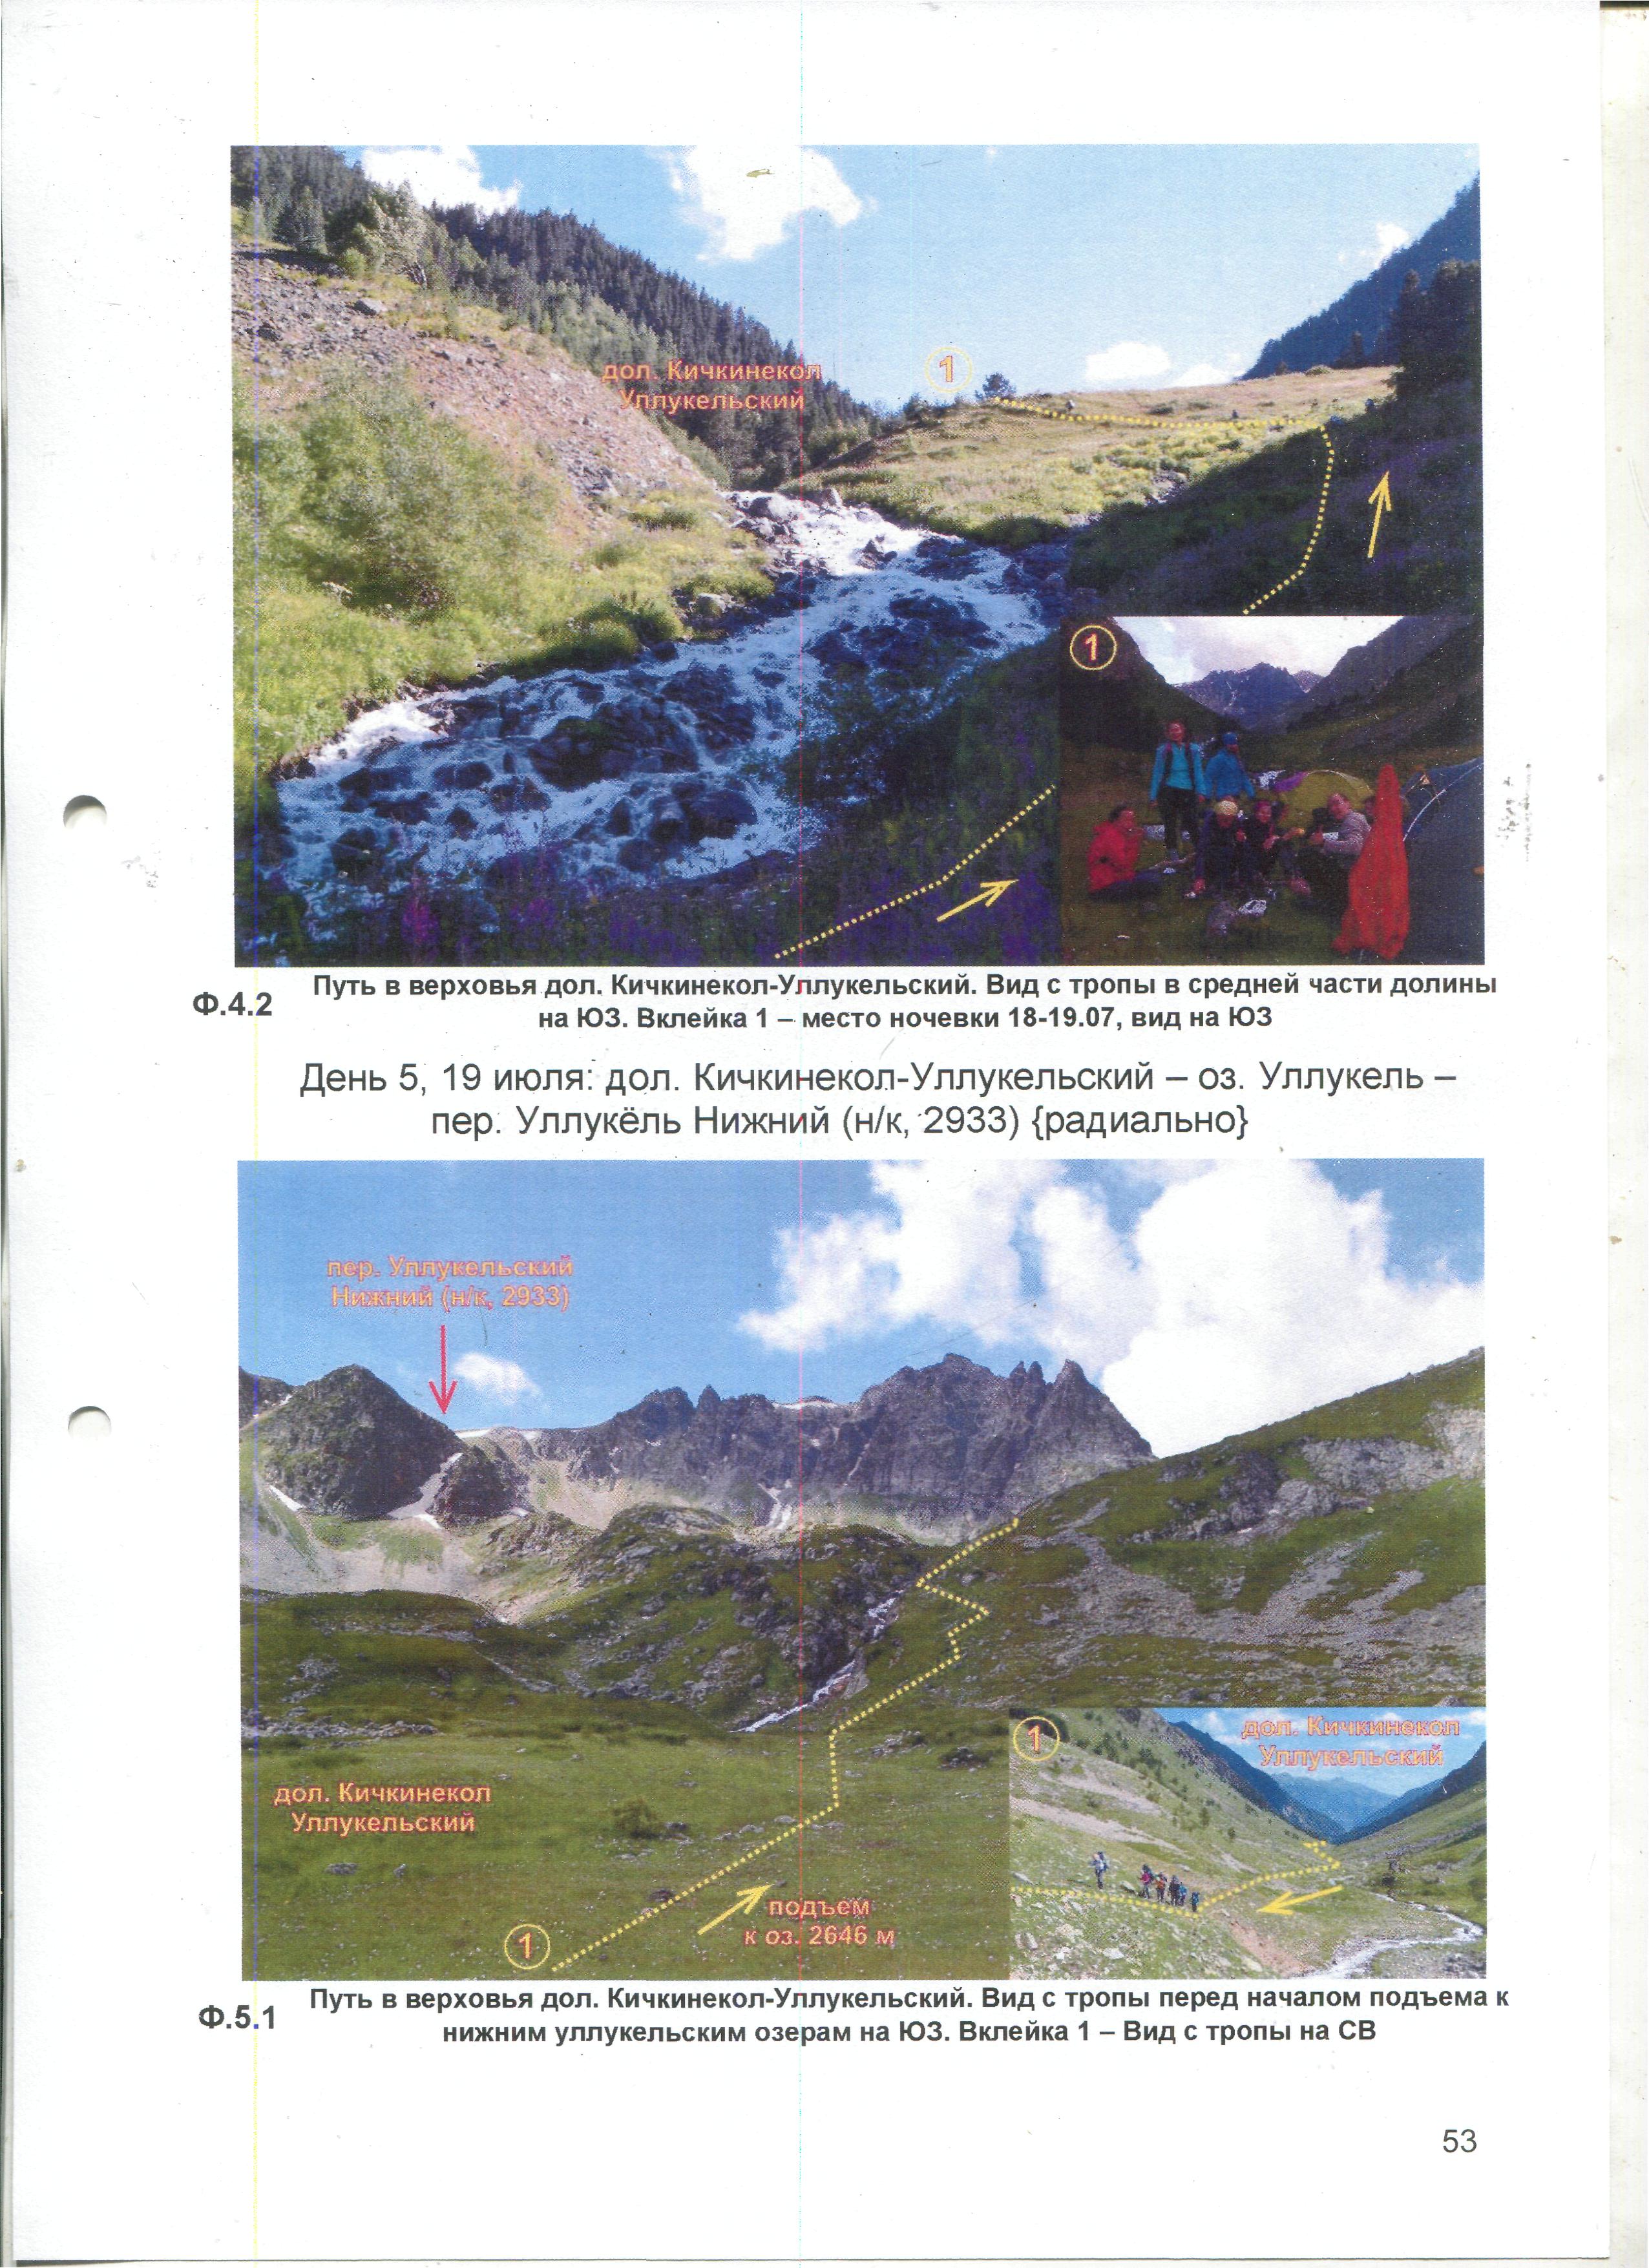 дол. Кичкинекол
Уллукельский
1
1
Ф.4.2
Путь в верховья дол. Кичкинекол-Уллукельский. Вид с тропы в средней части долины
на ЮЗ. Вклейка 1 – место ночевки 18-19.07, вид на ЮЗ
День 5, 19 июля: дол. Кичкинекол-Уллукельский – оз. Уллукель –
пер. Уллукёль Нижний (н/к, 2933) {радиально}
пер. Уллукельский
Нижний (н/к, 2933)
1
дол. Кичкинекол
Уллукельский
дол. Кичкинекол
Уллукельский
подъем
к оз. 2646 м
1
Ф.5.1
Путь в верховья дол. Кичкинекол-Уллукельский. Вид с тропы перед началом подъема к
нижним уллукельским озерам на ЮЗ. Вклейка 1 – Вид с тропы на СВ
53